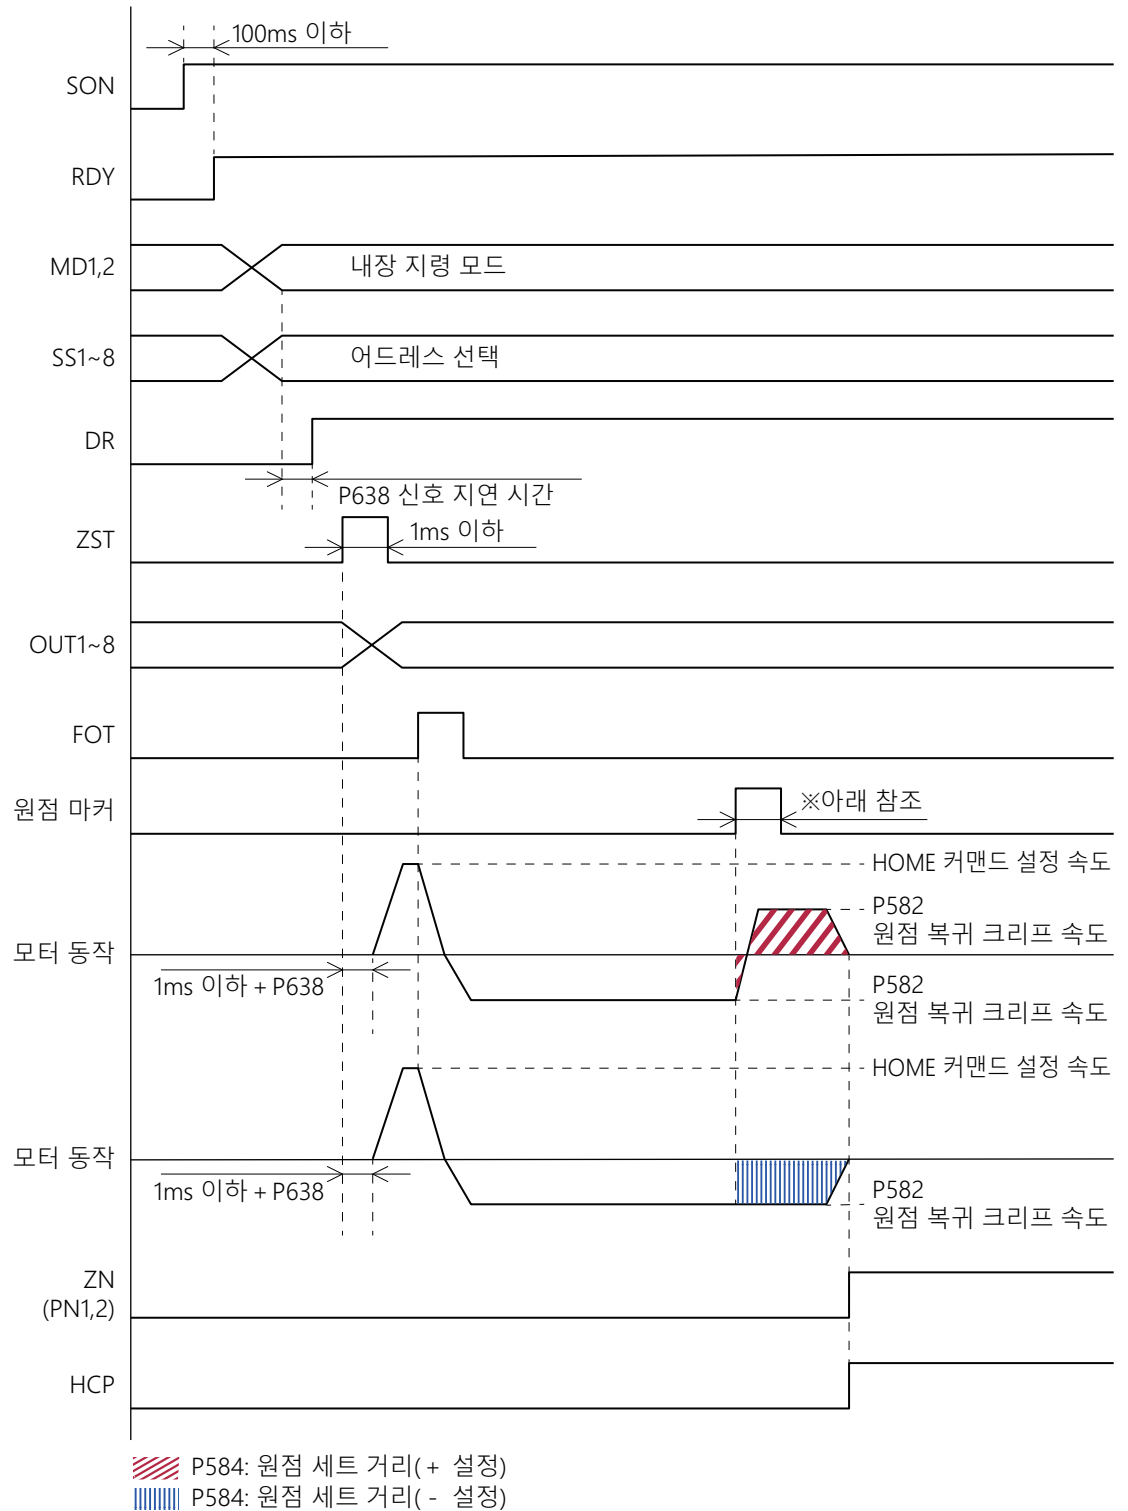 100ms 이하
SON
RDY
MD1,2
내장 지령 모드
SS1~8
어드레스 선택
DR
P638 신호 지연 시간
ZST
1ms 이하
OUT1~8
FOT
원점 마커
※아래 참조
HOME 커맨드 설정 속도
P582
원점 복귀 크리프 속도
모터 동작
1ms 이하 + P638
P582
원점 복귀 크리프 속도
HOME 커맨드 설정 속도
모터 동작
1ms 이하 + P638
P582
원점 복귀 크리프 속도
ZN
(PN1,2)
HCP
P584: 원점 세트 거리( + 설정)
P584: 원점 세트 거리( - 설정)